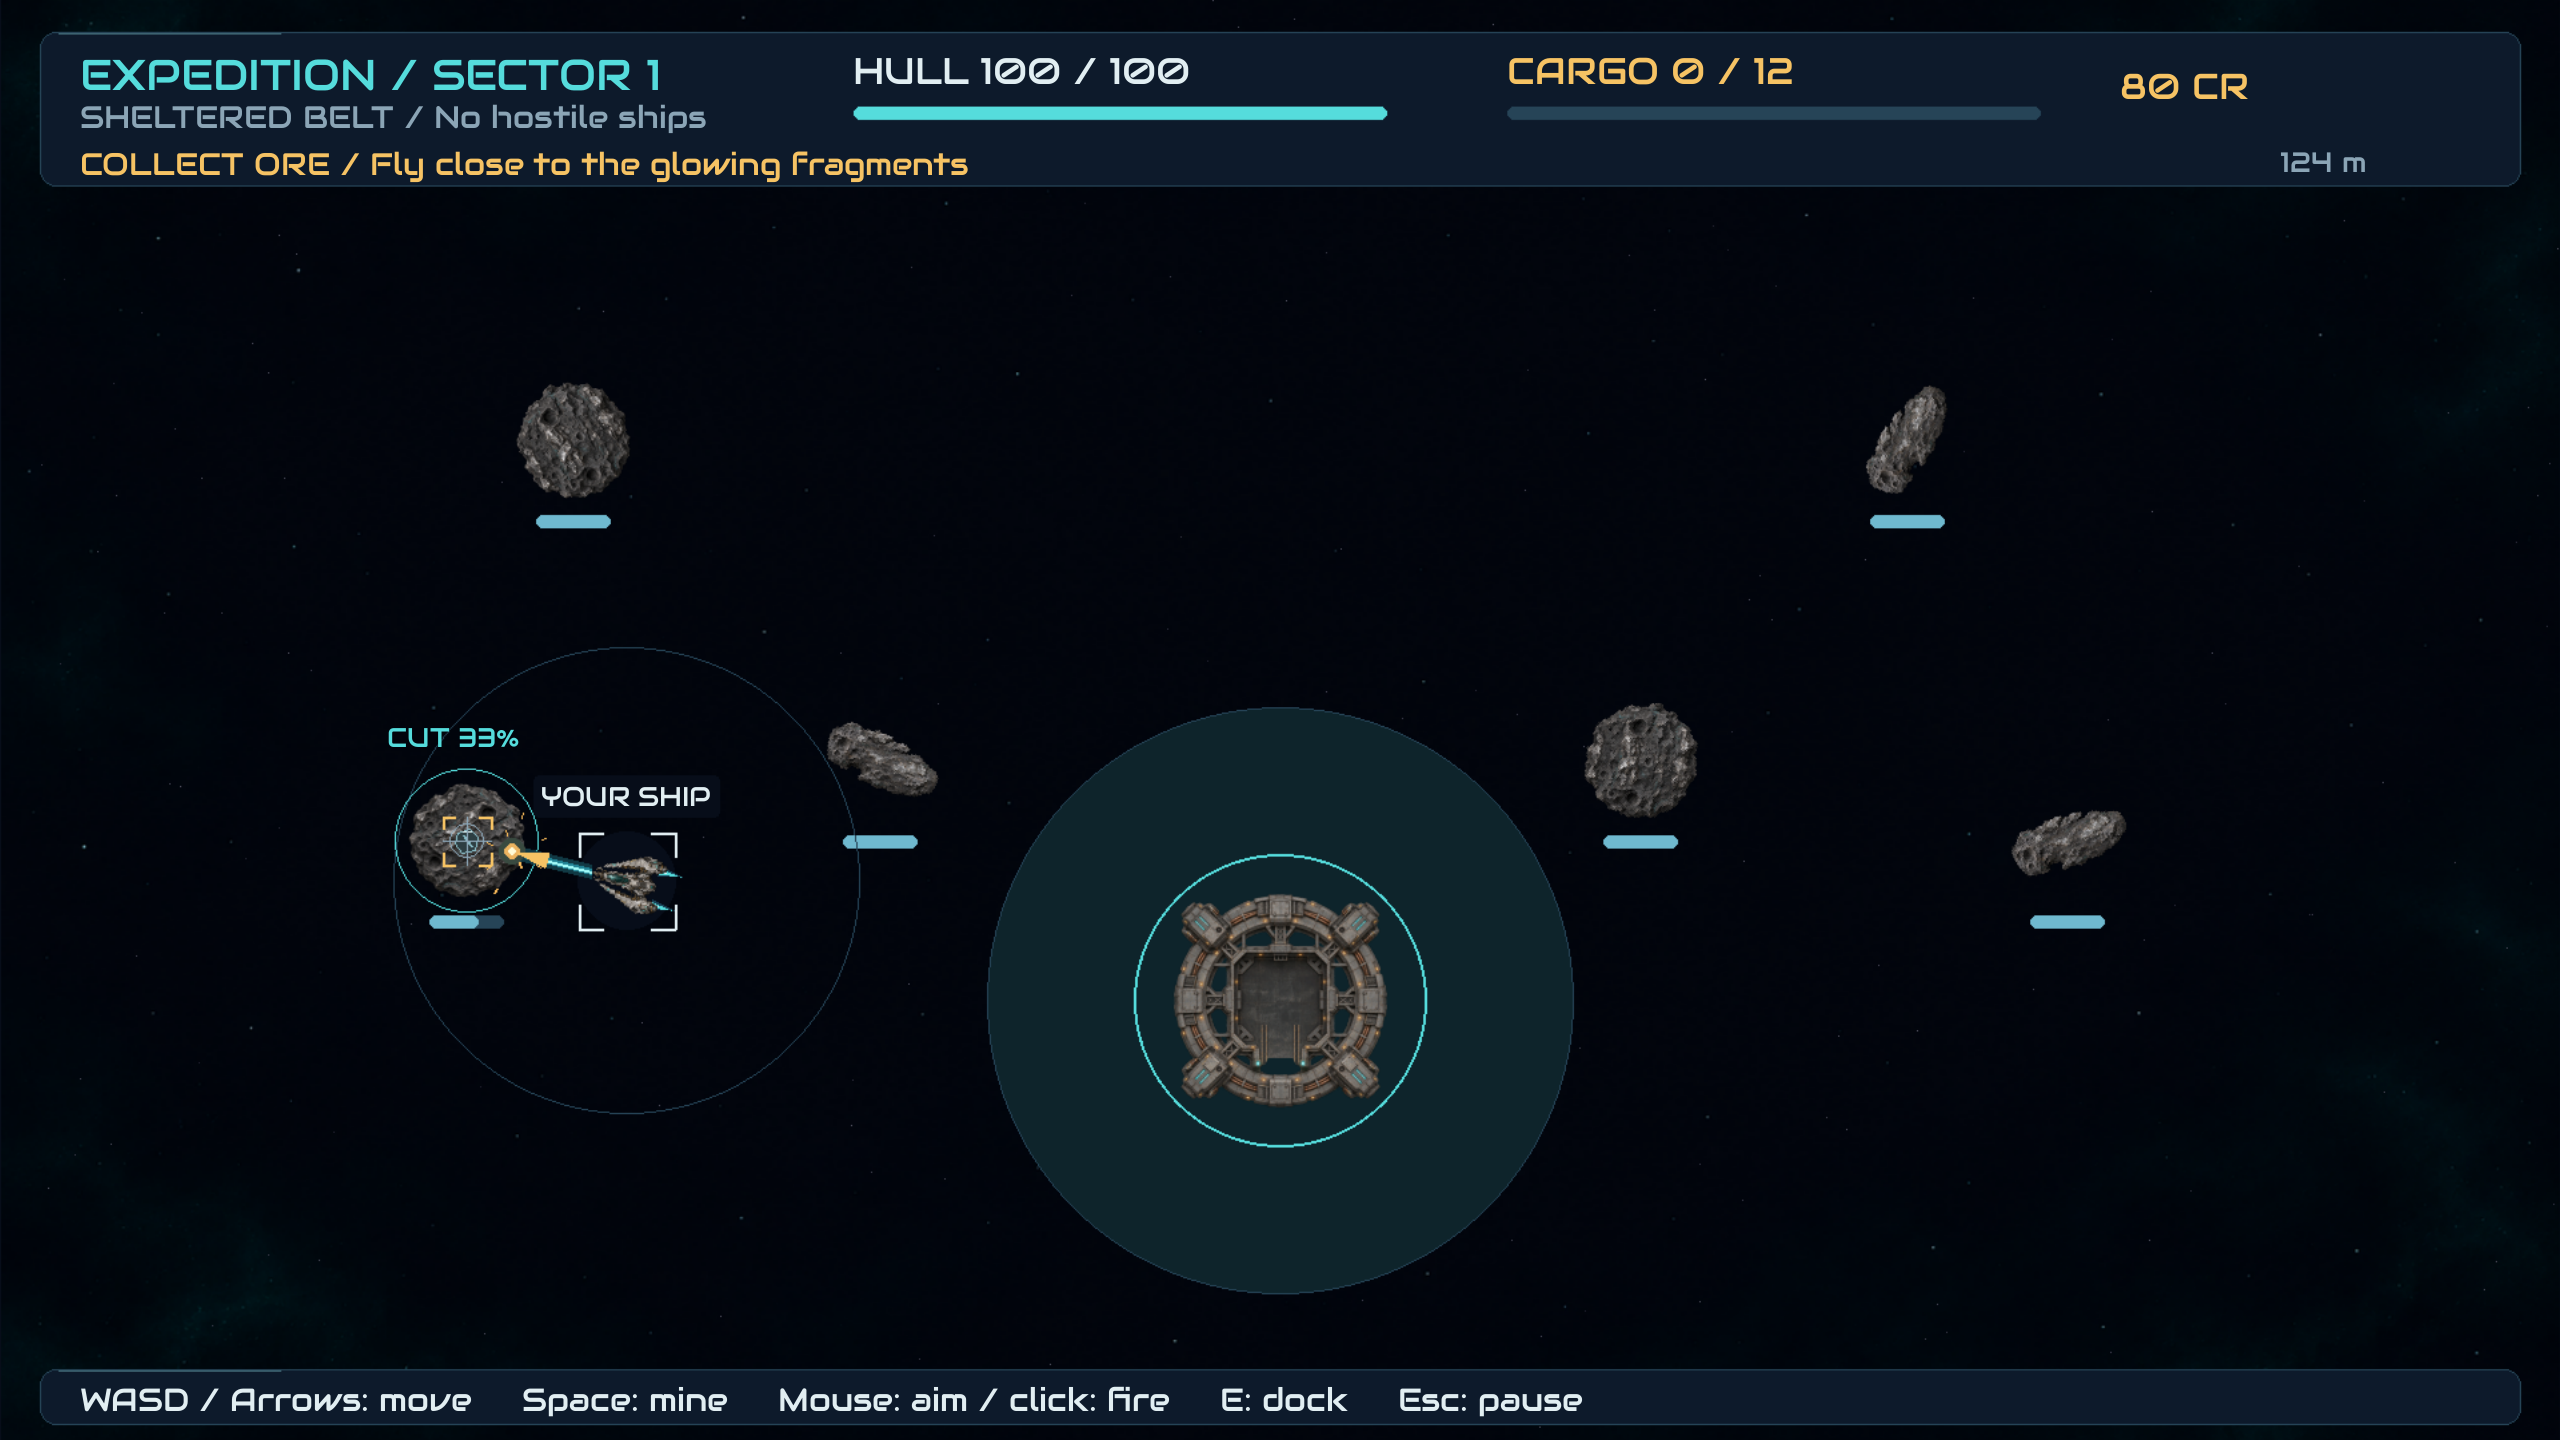 EXPEDITION / SECTOR 1
SHELTERED BELT / No hostile ships
COLLECT ORE / Fly close to the glowing fragments
HULL 100 / 100
CARGO 0 / 12
80 CR
124 m
CUT 33%
YOUR SHIP
WASD / Arrows: move Space: mine Mouse: aim / click: fire E: dock Esc: pause